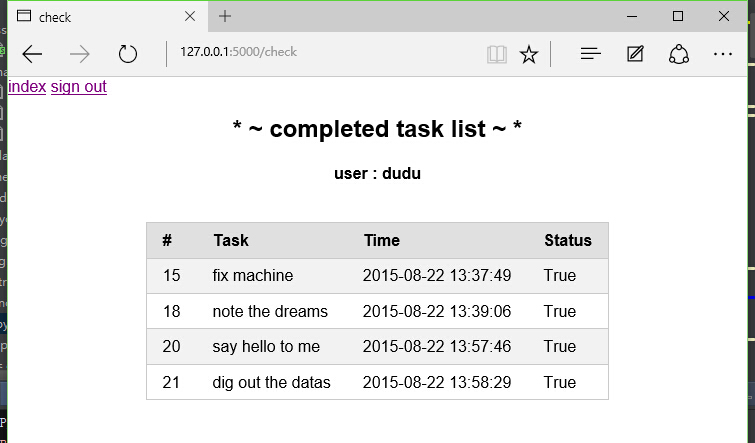 check
127.0.0.1:5000/check
index sign out
* ~ completed task list ~ *
user : dudu
# Task Time Status
15 fix machine 2015-08-22 13:37:49 True
18 note the dreams 2015-08-22 13:39:06 True
20 say hello to me 2015-08-22 13:57:46 True
21 dig out the datas 2015-08-22 13:58:29 True